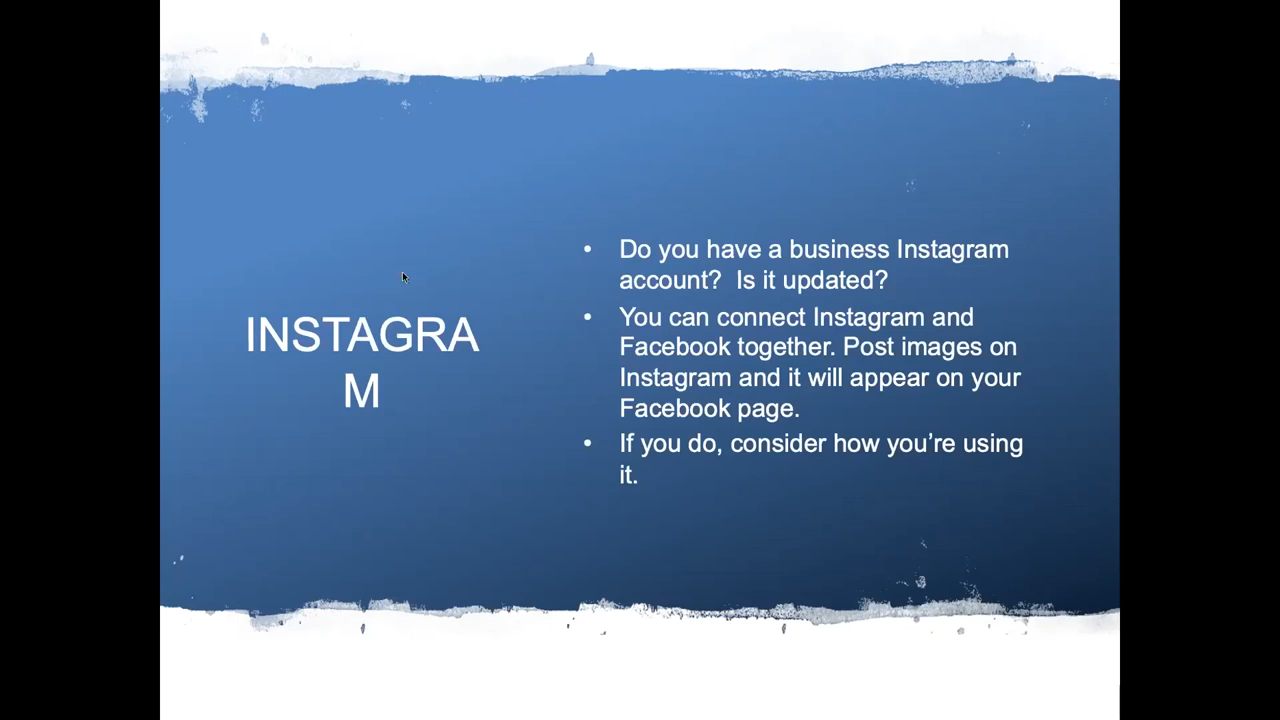 INSTAGRA
M
• Do you have a business Instagram
account?  Is it updated?
• You can connect Instagram and
Facebook together. Post images on
Instagram and it will appear on your
Facebook page.
• If you do, consider how you’re using
it.